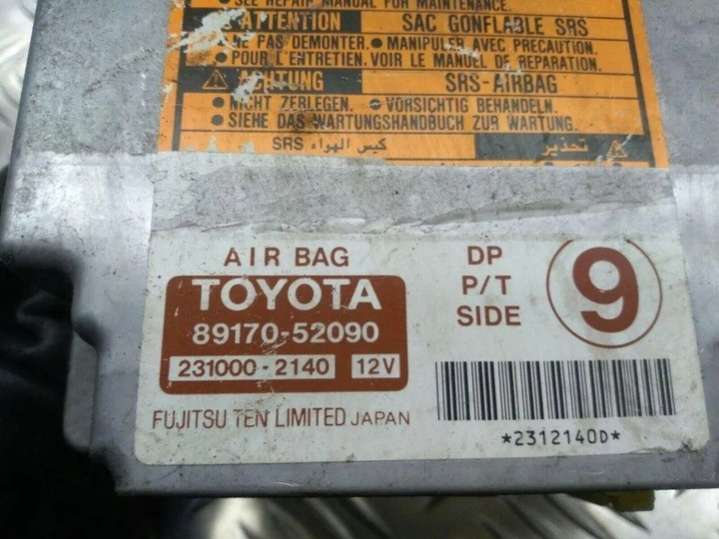 ● SEE REPAIR MANUAL FOR MAINTENANCE.
ATTENTION SAC GONFLABLE SRS
● NE PAS DEMONTER. ● MANIPULER AVEC PRECAUTION.
● POUR L'ENTRETIEN. VOIR LE MANUEL DE REPARATION.
ACHTUNG SRS-AIRBAG
● NICHT ZERLEGEN. ● VORSICHTIG BEHANDELN.
● SIEHE DAS WARTUNGSHANDBUCH ZUR WARTUNG.
تحذير كيس الهواء SRS
AIR BAG
TOYOTA
89170-52090
231000-2140 12V
FUJITSU TEN LIMITED JAPAN
DP
P/T
SIDE
9
*2312140D*